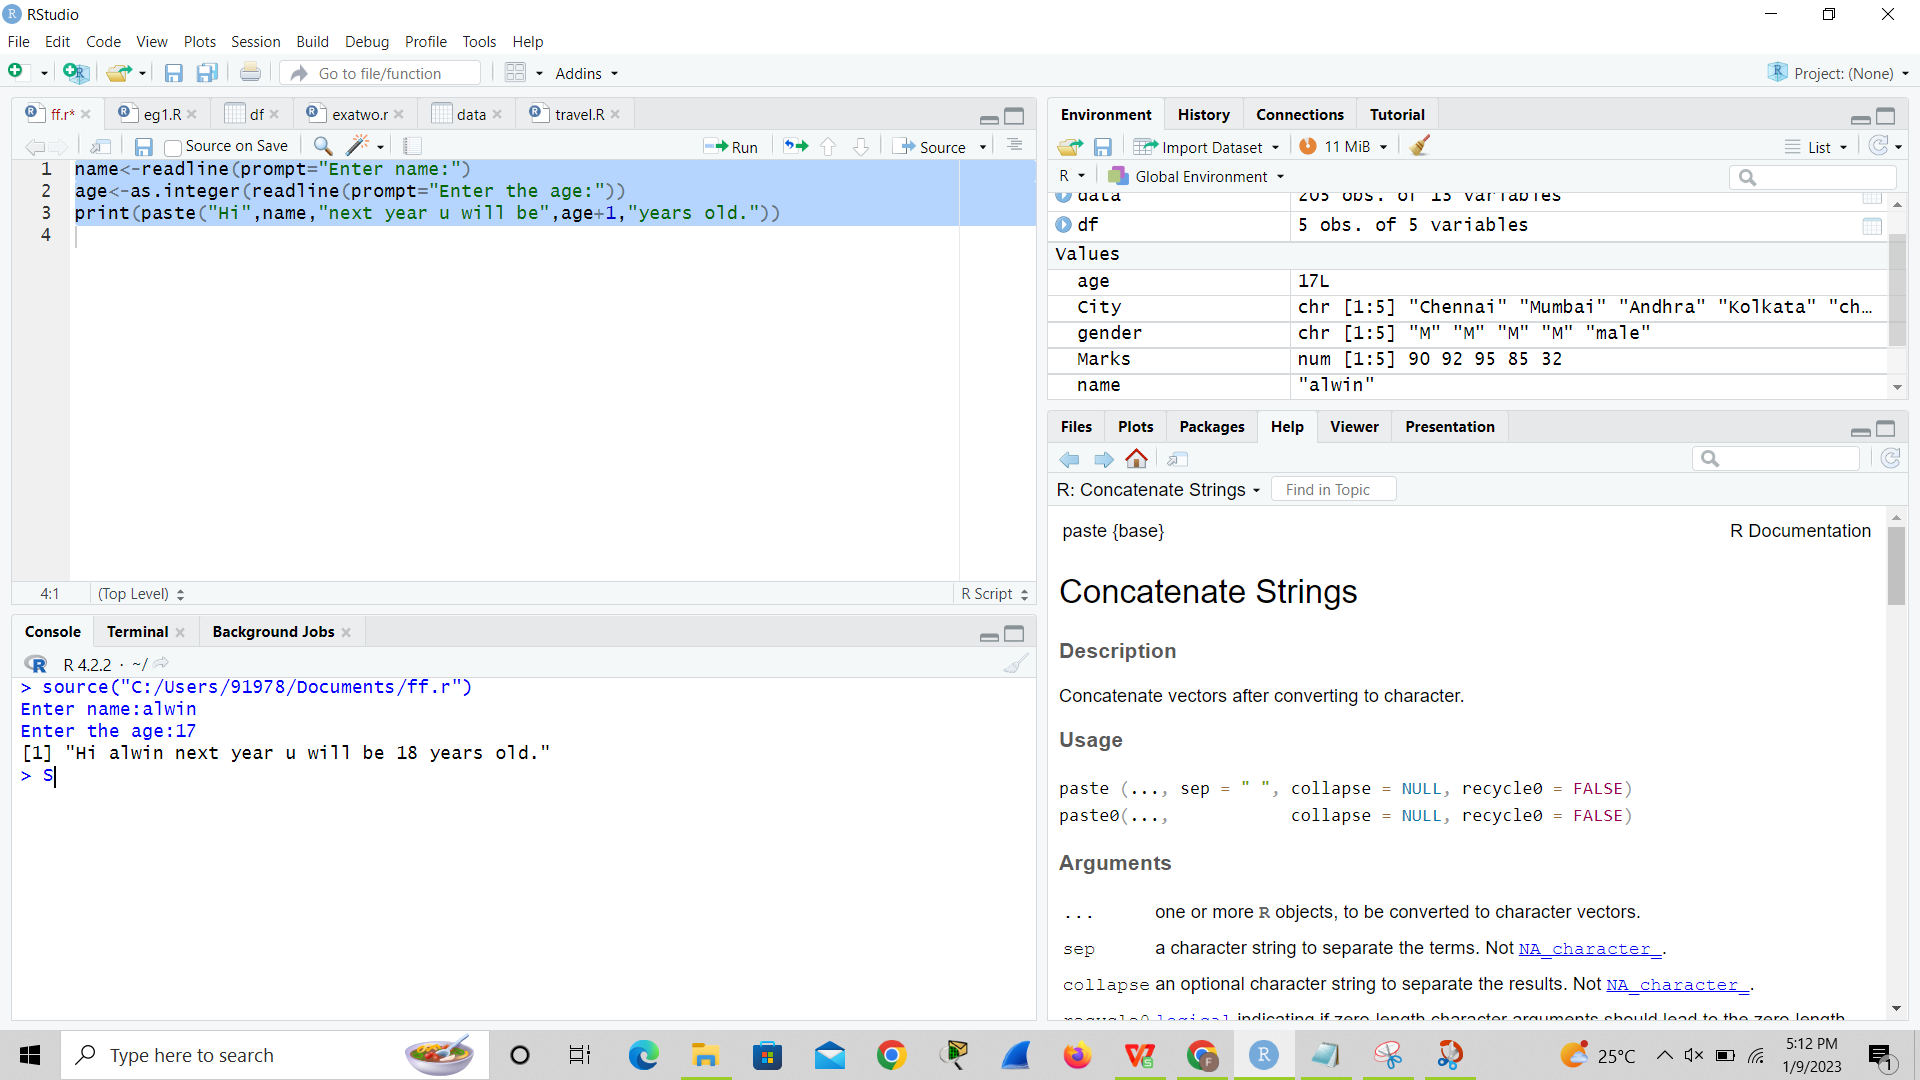 RStudio
File Edit Code View Plots Session Build Debug Profile Tools Help
Go to file/function Addins Project: (None)
ff.r* eg1.R df exatwo.r data travel.R
Source on Save Run Source
1 name<-readline(prompt="Enter name:")
2 age<-as.integer(readline(prompt="Enter the age:"))
3 print(paste("Hi",name,"next year u will be",age+1,"years old."))
4
4:1 (Top Level) R Script
Console Terminal Background Jobs
R 4.2.2 · ~/
> source("C:/Users/91978/Documents/ff.r")
Enter name:alwin
Enter the age:17
[1] "Hi alwin next year u will be 18 years old."
> S
Environment History Connections Tutorial
Import Dataset 11 MiB List
R Global Environment
data 205 obs. of 13 variables
df 5 obs. of 5 variables
Values
age 17L
City chr [1:5] "Chennai" "Mumbai" "Andhra" "Kolkata" "ch…
gender chr [1:5] "M" "M" "M" "M" "male"
Marks num [1:5] 90 92 95 85 32
name "alwin"
Files Plots Packages Help Viewer Presentation
R: Concatenate Strings Find in Topic
paste {base} R Documentation
Concatenate Strings
Description
Concatenate vectors after converting to character.
Usage
paste (..., sep = " ", collapse = NULL, recycle0 = FALSE)
paste0(...,            collapse = NULL, recycle0 = FALSE)
Arguments
... one or more R objects, to be converted to character vectors.
sep a character string to separate the terms. Not NA_character_.
collapse an optional character string to separate the results. Not NA_character_.
recycle0 logical indicating if zero-length character arguments should lead to the zero-length
Type here to search 25°C 5:12 PM
1/9/2023 1